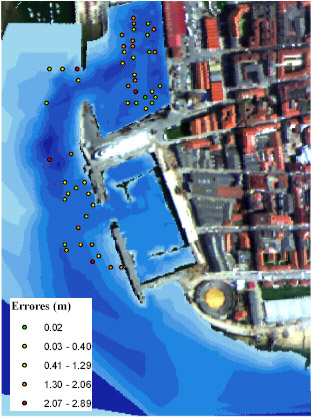 Errores (m)
0.02
0.03 - 0.40
0.41 - 1.29
1.30 - 2.06
2.07 - 2.89